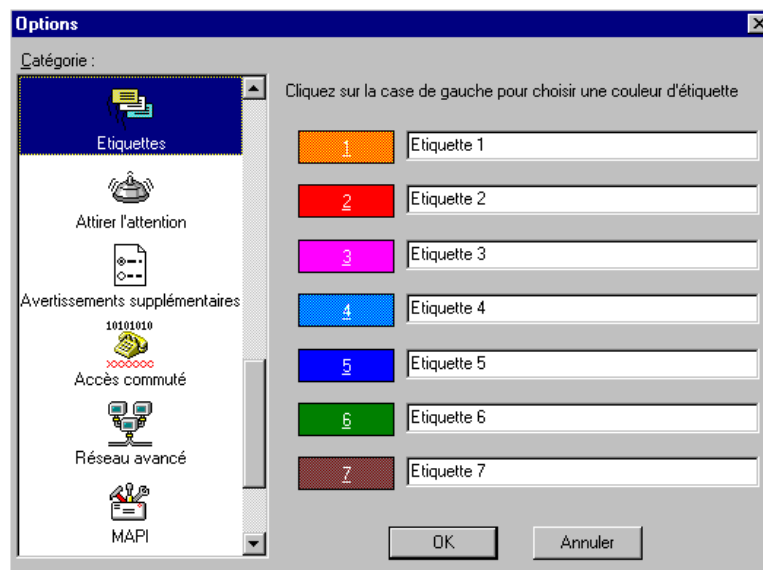 Options
Catégorie :
Etiquettes
Attirer l'attention
Avertissements supplémentaires
10101010
Accès commuté
Réseau avancé
MAPI
Cliquez sur la case de gauche pour choisir une couleur d'étiquette
1 Etiquette 1
2 Etiquette 2
3 Etiquette 3
4 Etiquette 4
5 Etiquette 5
6 Etiquette 6
7 Etiquette 7
OK Annuler